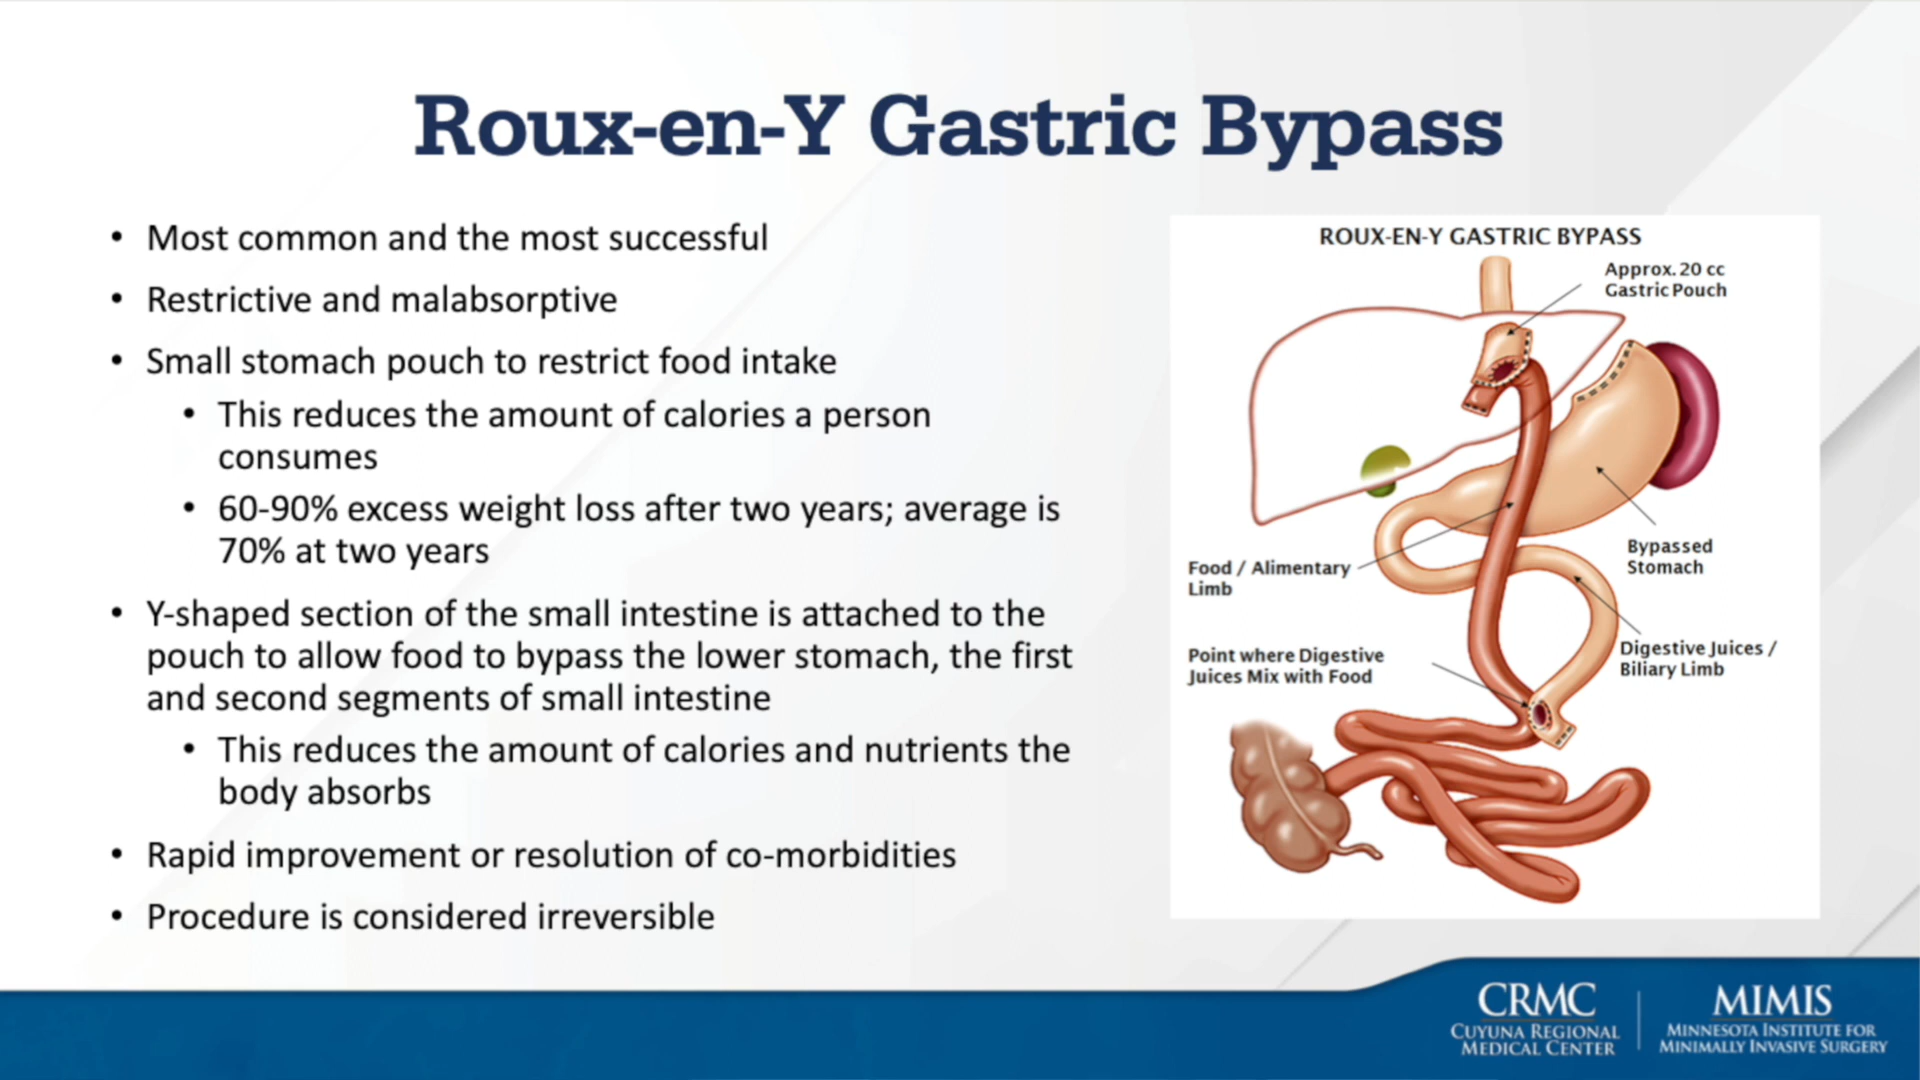 Roux-en-Y Gastric Bypass
• Most common and the most successful
• Restrictive and malabsorptive
• Small stomach pouch to restrict food intake
• This reduces the amount of calories a person
consumes
• 60-90% excess weight loss after two years; average is
70% at two years
• Y-shaped section of the small intestine is attached to the
pouch to allow food to bypass the lower stomach, the first
and second segments of small intestine
• This reduces the amount of calories and nutrients the
body absorbs
• Rapid improvement or resolution of co-morbidities
• Procedure is considered irreversible
ROUX-EN-Y GASTRIC BYPASS
Approx. 20 cc
Gastric Pouch
Bypassed
Stomach
Food / Alimentary
Limb
Digestive Juices /
Biliary Limb
Point where Digestive
Juices Mix with Food
CRMC
CUYUNA REGIONAL
MEDICAL CENTER
MIMIS
MINNESOTA INSTITUTE FOR
MINIMALLY INVASIVE SURGERY